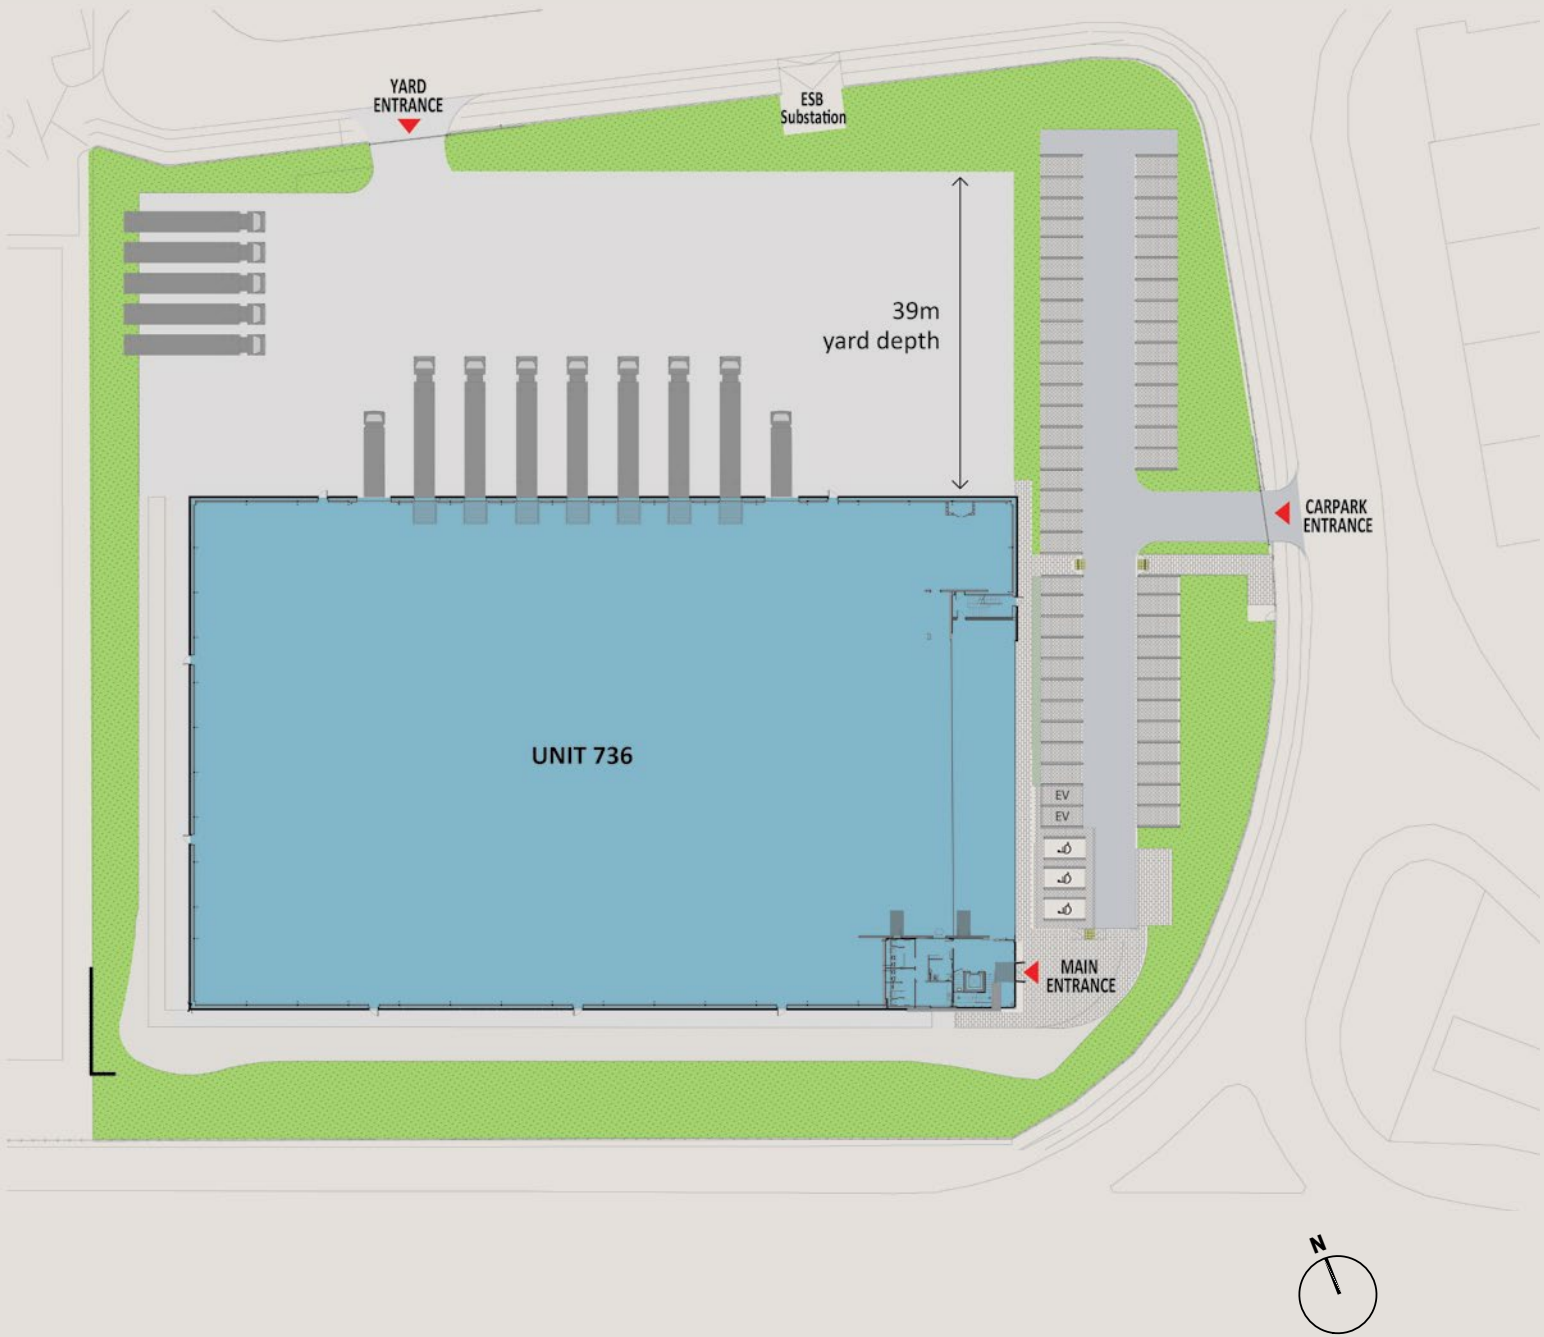 YARD
ENTRANCE
ESB
Substation
39m
yard depth
CARPARK
ENTRANCE
UNIT 736
EV
EV
MAIN
ENTRANCE
N